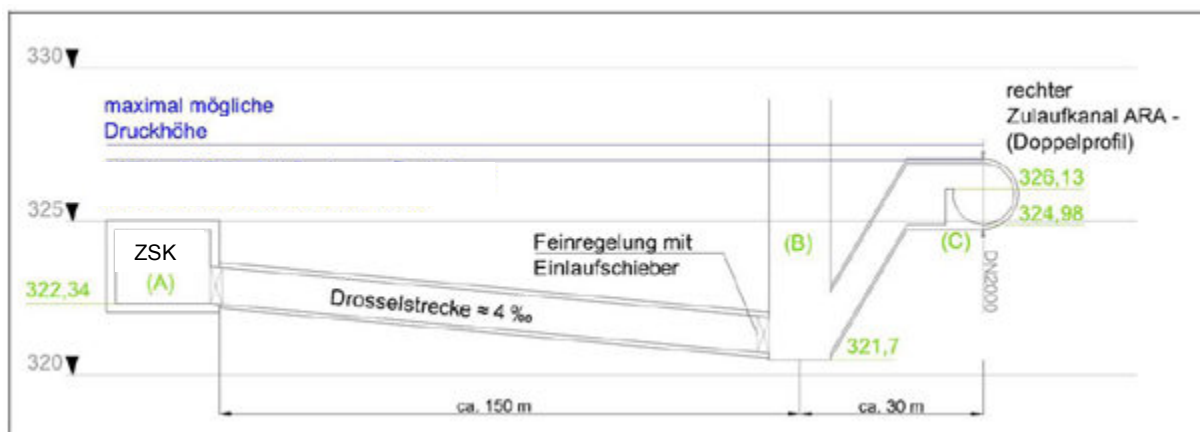 330
maximal mögliche
Druckhöhe
rechter
Zulaufkanal ARA -
(Doppelprofil)
326,13
325
324,98
ZSK
(A)
Feinregelung mit
Einlaufschieber
(B)
(C)
DN2000
322,34
Drosselstrecke ≈ 4 ‰
321,7
320
ca. 150 m
ca. 30 m